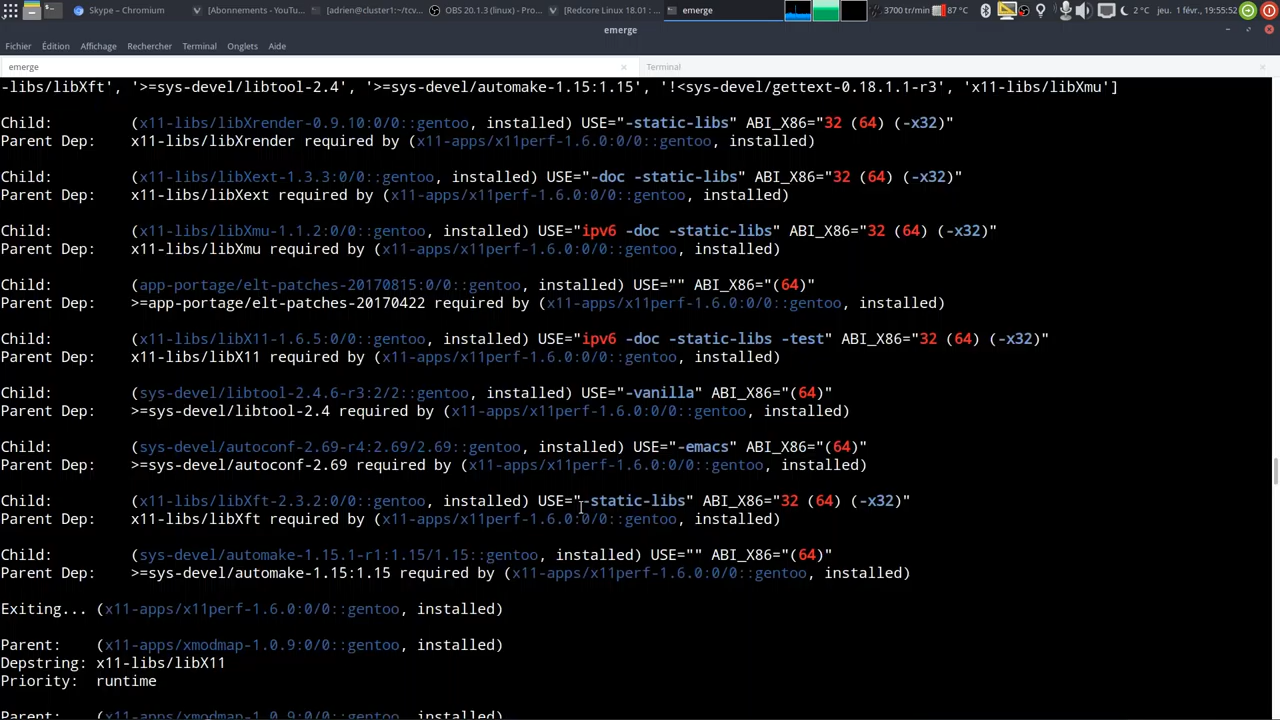 Skype – Chromium
[Abonnements - YouTu...
[adrien@cluster1:~/tcv...
OBS 20.1.3 (linux) - Pro...
[Redcore Linux 18.01 : ...
emerge
3700 tr/min
87 °C
2 °C
jeu. 1 févr., 19:55:52
emerge
Fichier Édition Affichage Rechercher Terminal Onglets Aide
emerge
Terminal
-libs/libXft', '>=sys-devel/libtool-2.4', '>=sys-devel/automake-1.15:1.15', '!<sys-devel/gettext-0.18.1.1-r3', 'x11-libs/libXmu']
Child: (x11-libs/libXrender-0.9.10:0/0::gentoo, installed) USE="-static-libs" ABI_X86="32 (64) (-x32)"
Parent Dep: x11-libs/libXrender required by (x11-apps/x11perf-1.6.0:0/0::gentoo, installed)
Child: (x11-libs/libXext-1.3.3:0/0::gentoo, installed) USE="-doc -static-libs" ABI_X86="32 (64) (-x32)"
Parent Dep: x11-libs/libXext required by (x11-apps/x11perf-1.6.0:0/0::gentoo, installed)
Child: (x11-libs/libXmu-1.1.2:0/0::gentoo, installed) USE="ipv6 -doc -static-libs" ABI_X86="32 (64) (-x32)"
Parent Dep: x11-libs/libXmu required by (x11-apps/x11perf-1.6.0:0/0::gentoo, installed)
Child: (app-portage/elt-patches-20170815:0/0::gentoo, installed) USE="" ABI_X86="(64)"
Parent Dep: >=app-portage/elt-patches-20170422 required by (x11-apps/x11perf-1.6.0:0/0::gentoo, installed)
Child: (x11-libs/libX11-1.6.5:0/0::gentoo, installed) USE="ipv6 -doc -static-libs -test" ABI_X86="32 (64) (-x32)"
Parent Dep: x11-libs/libX11 required by (x11-apps/x11perf-1.6.0:0/0::gentoo, installed)
Child: (sys-devel/libtool-2.4.6-r3:2/2::gentoo, installed) USE="-vanilla" ABI_X86="(64)"
Parent Dep: >=sys-devel/libtool-2.4 required by (x11-apps/x11perf-1.6.0:0/0::gentoo, installed)
Child: (sys-devel/autoconf-2.69-r4:2.69/2.69::gentoo, installed) USE="-emacs" ABI_X86="(64)"
Parent Dep: >=sys-devel/autoconf-2.69 required by (x11-apps/x11perf-1.6.0:0/0::gentoo, installed)
Child: (x11-libs/libXft-2.3.2:0/0::gentoo, installed) USE="-static-libs" ABI_X86="32 (64) (-x32)"
Parent Dep: x11-libs/libXft required by (x11-apps/x11perf-1.6.0:0/0::gentoo, installed)
Child: (sys-devel/automake-1.15.1-r1:1.15/1.15::gentoo, installed) USE="" ABI_X86="(64)"
Parent Dep: >=sys-devel/automake-1.15:1.15 required by (x11-apps/x11perf-1.6.0:0/0::gentoo, installed)
Exiting... (x11-apps/x11perf-1.6.0:0/0::gentoo, installed)
Parent: (x11-apps/xmodmap-1.0.9:0/0::gentoo, installed)
Depstring: x11-libs/libX11
Priority: runtime
Parent: (x11-apps/xmodmap-1.0.9:0/0::gentoo, installed)